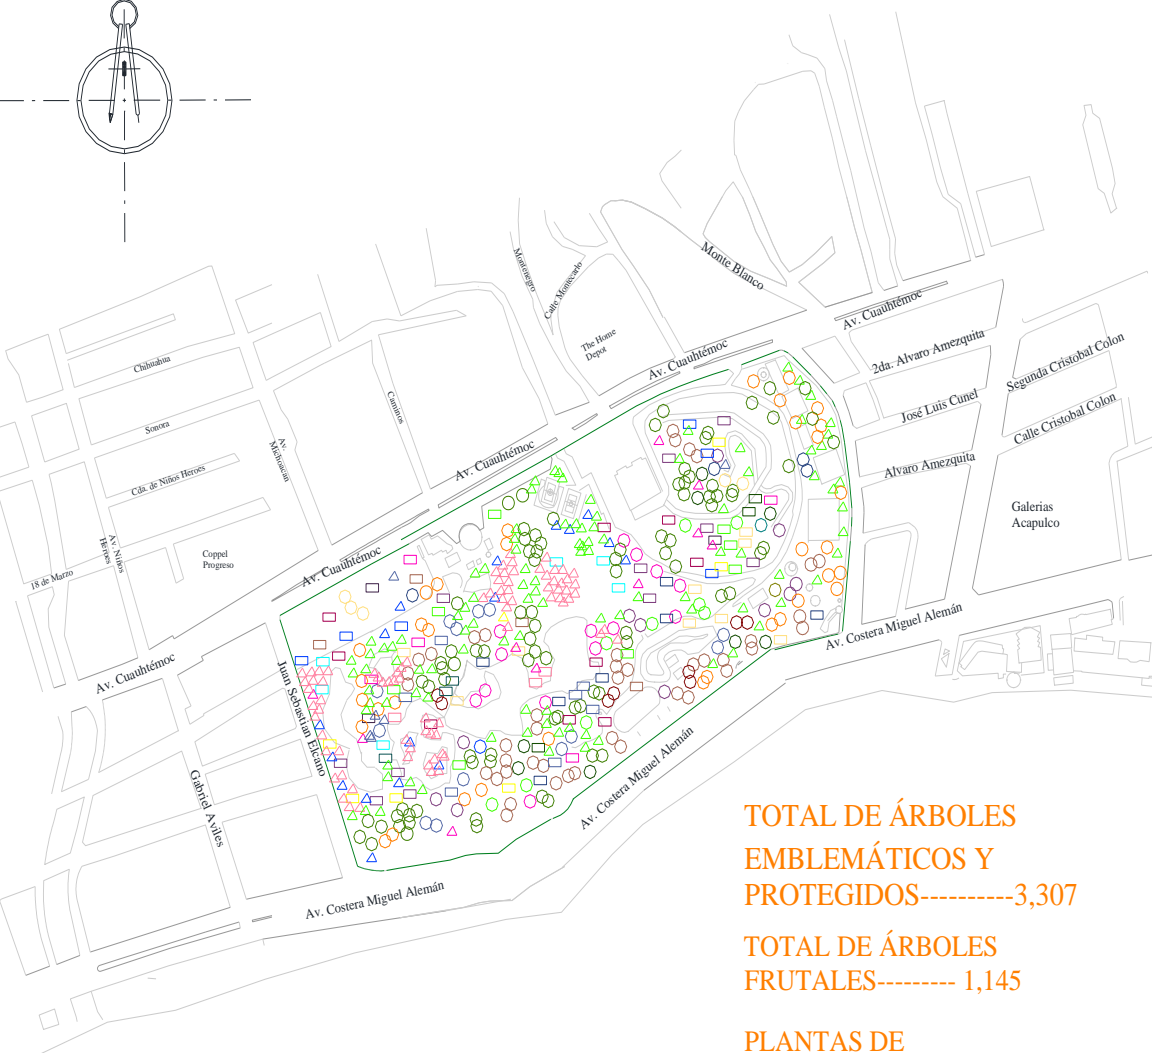 Monte Blanco
Montenegro
Calle Montecarlo
The Home
Depot
Av. Cuauhtémoc
Av. Cuauhtémoc
2da. Alvaro Amezquita
Segunda Cristobal Colon
José Luis Cunel
Calle Cristobal Colon
Alvaro Amezquita
Galerias
Acapulco
Chihuahua
Caminos
Sonora
Av.
Michoacan
Av. Cuauhtémoc
Cda. de Niños Heroes
Av. Niños
Heroes
Coppel
Progreso
18 de Marzo
Av. Cuauhtémoc
Av. Cuauhtémoc
Juan Sebastian Elcano
Av. Costera Miguel Alemán
Av. Costera Miguel Alemán
Gabriel Aviles
Av. Costera Miguel Alemán
TOTAL DE ÁRBOLES
EMBLEMÁTICOS Y
PROTEGIDOS----------3,307
TOTAL DE ÁRBOLES
FRUTALES--------- 1,145
PLANTAS DE